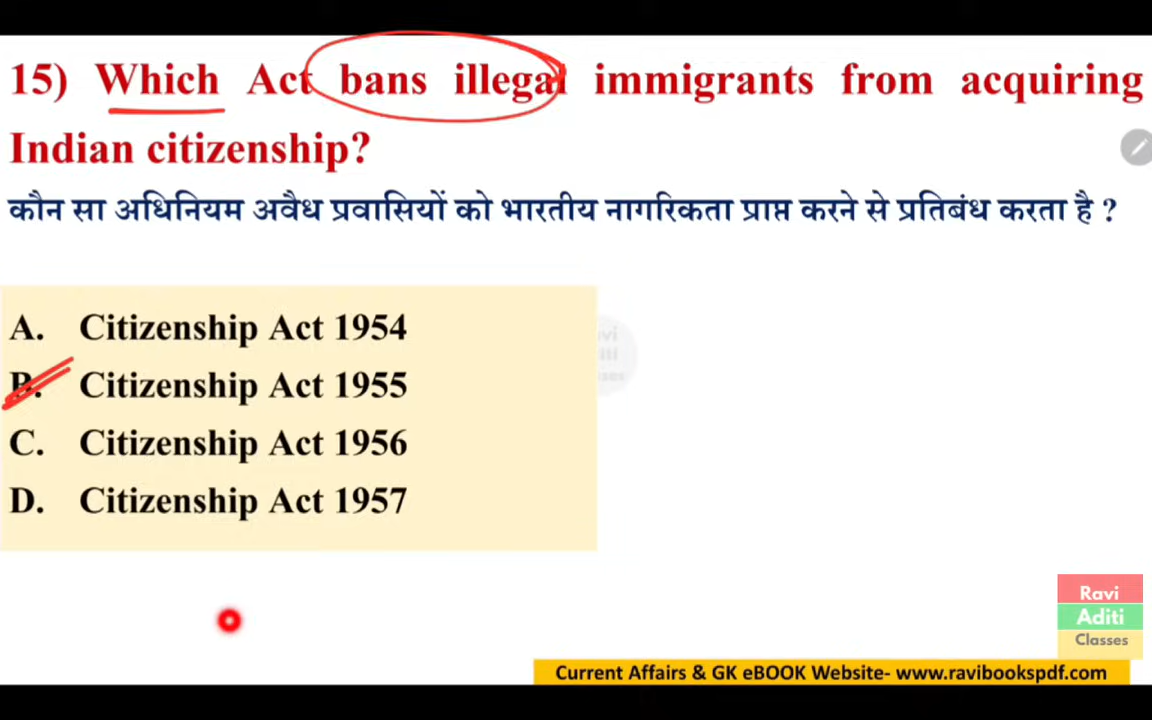 15) Which Act bans illegal immigrants from acquiring
Indian citizenship?
कौन सा अधिनियम अवैध प्रवासियों को भारतीय नागरिकता प्राप्त करने से प्रतिबंध करता है ?
A. Citizenship Act 1954
B. Citizenship Act 1955
C. Citizenship Act 1956
D. Citizenship Act 1957
Ravi
Aditi
Classes
Current Affairs & GK eBOOK Website- www.ravibookspdf.com